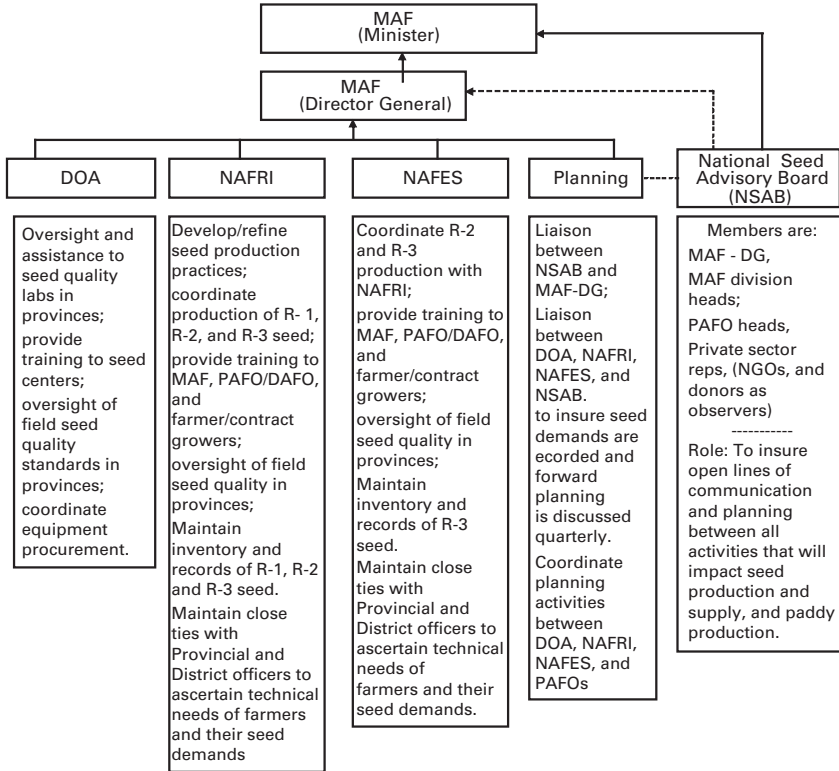 MAF
(Minister)
MAF
(Director General)
DOA
NAFRI
NAFES
Planning
National Seed
Advisory Board
(NSAB)
Oversight and
assistance to
seed quality
labs in
provinces;
provide
training to seed
centers;
oversight of
field seed
quality
standards in
provinces;
coordinate
equipment
procurement.
Develop/refine
seed production
practices;
coordinate
production of R- 1,
R-2, and R-3 seed;
provide training to
MAF, PAFO/DAFO,
and
farmer/contract
growers;
oversight of field
seed quality in
provinces;
Maintain
inventory and
records of R-1, R-2
and R-3 seed.
Maintain close
ties with
Provincial and
District officers to
ascertain technical
needs of farmers
and their seed
demands
Coordinate R-2
and R-3
production with
NAFRI;
provide training to
MAF, PAFO/DAFO,
and
farmer/contract
growers;
oversight of field
seed quality in
provinces;
Maintain
inventory and
records of R-3
seed.
Maintain close
ties with
Provincial and
District officers to
ascertain technical
needs of
farmers and their
seed demands.
Liaison
between
NSAB and
MAF-DG;
Liaison
between
DOA, NAFRI,
NAFES, and
NSAB.
to insure seed
demands are
ecorded and
forward
planning
is discussed
quarterly.
Coordinate
planning
activities
between
DOA, NAFRI,
NAFES, and
PAFOs
Members are:
MAF - DG,
MAF division
heads;
PAFO heads,
Private sector
reps, (NGOs, and
donors as
observers)
-----------
Role: To insure
open lines of
communication
and planning
between all
activities that will
impact seed
production and
supply, and paddy
production.